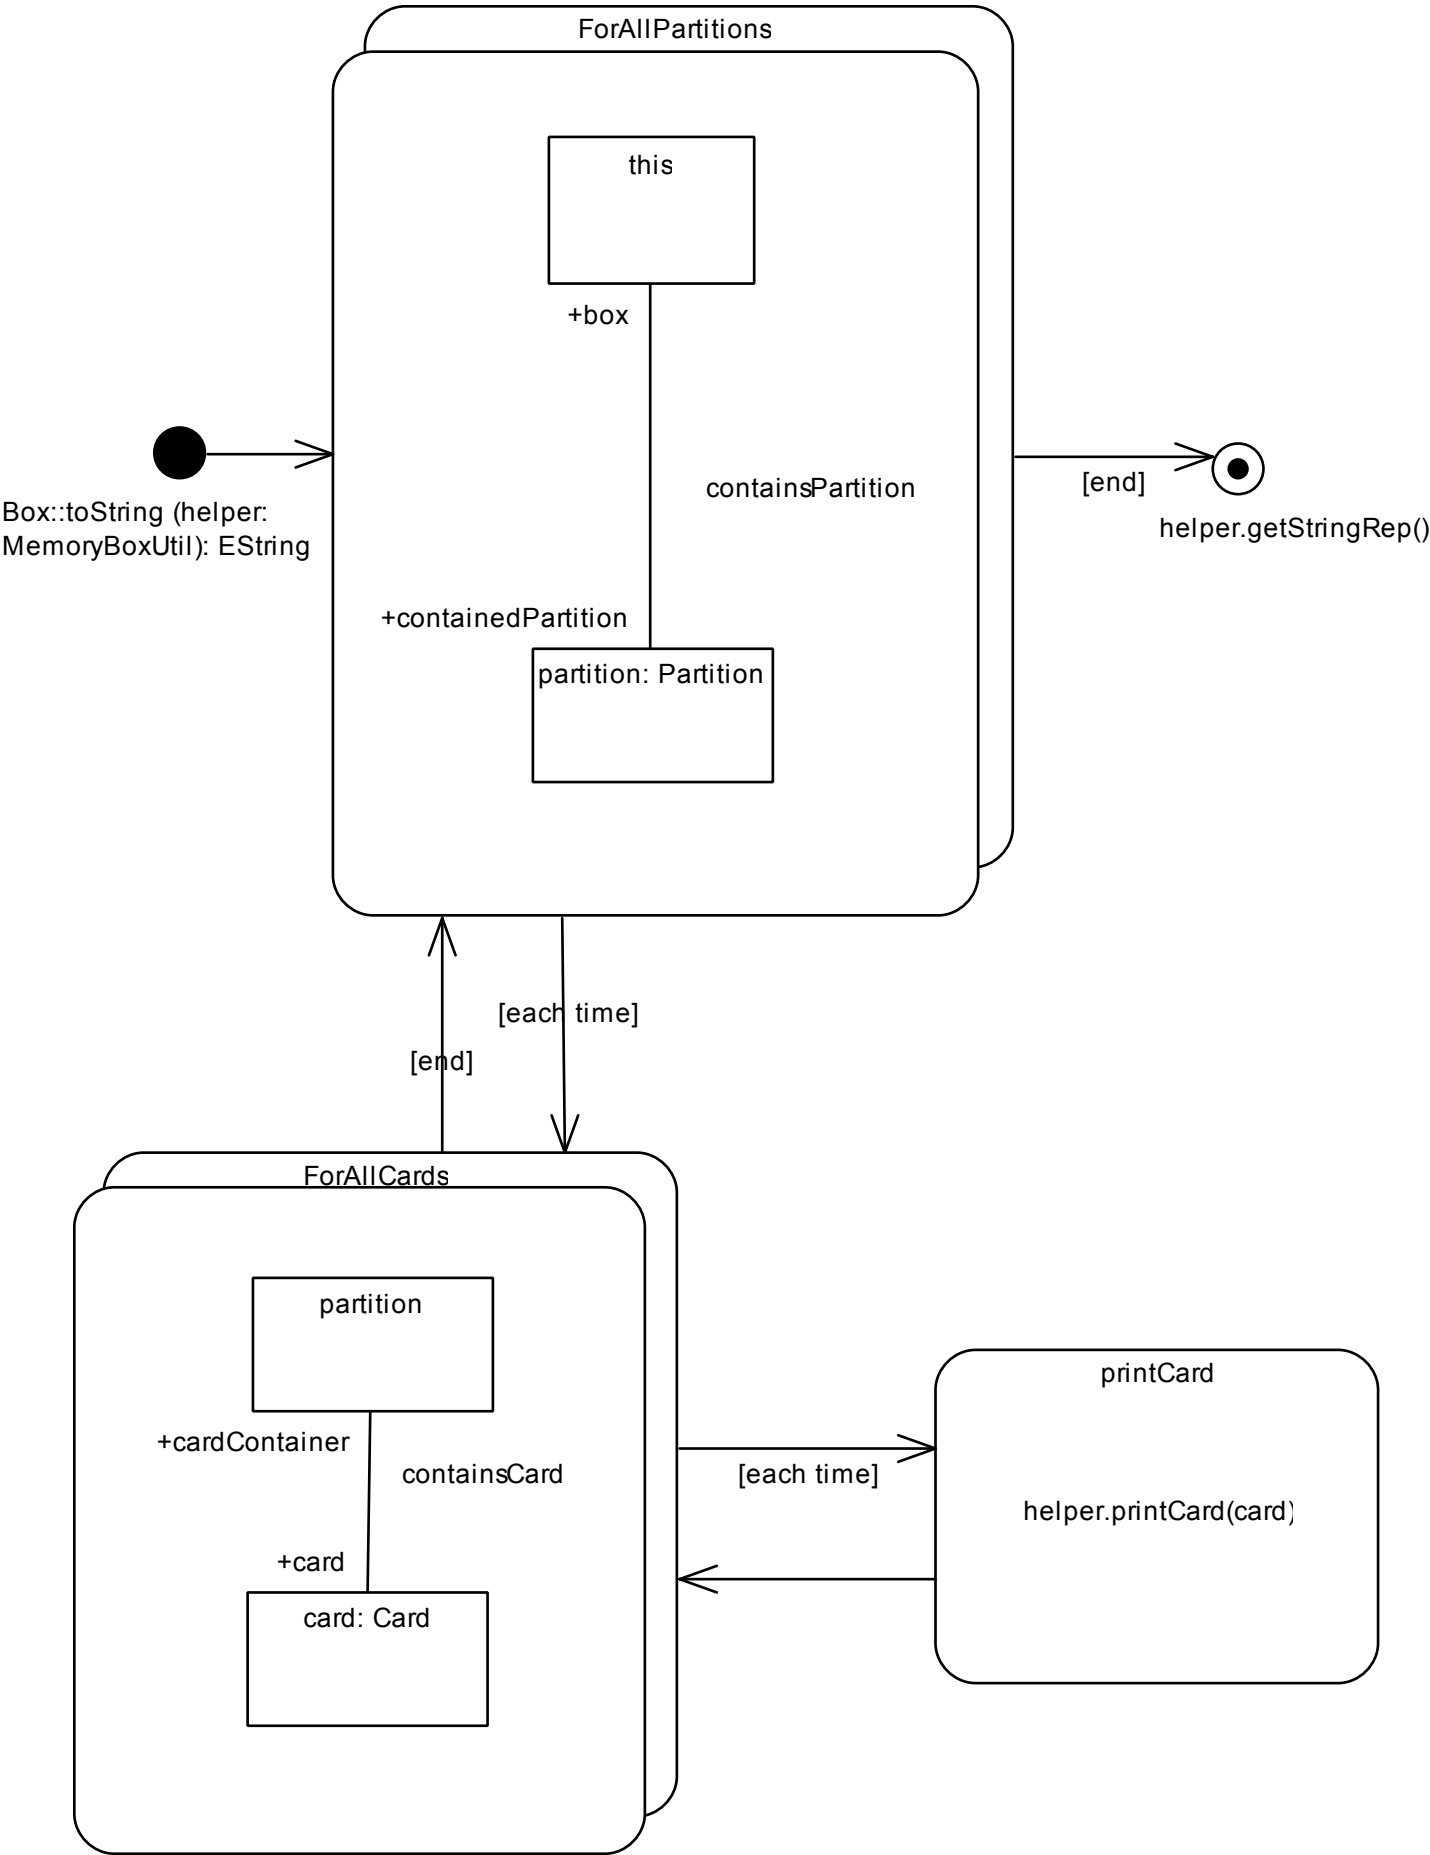 ForAllPartitions
this
+box
containsPartition
[end]
Box::toString (helper:
MemoryBoxUtil): EString
helper.getStringRep()
+containedPartition
partition: Partition
[each time]
[end]
ForAllCards
partition
+cardContainer
containsCard
+card
card: Card
[each time]
printCard
helper.printCard(card)